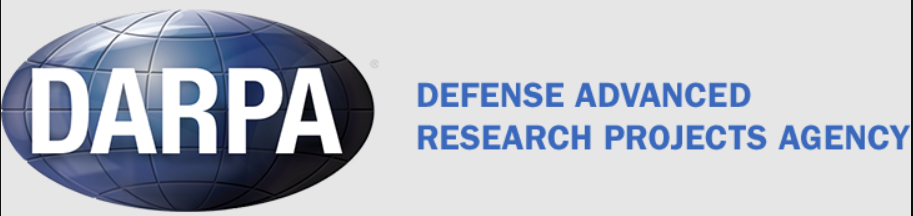 DARPA®
DEFENSE ADVANCED
RESEARCH PROJECTS AGENCY